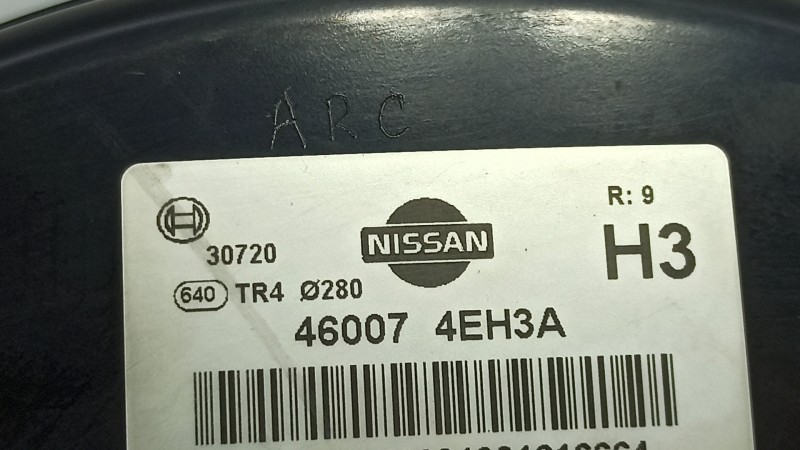 ARC
R: 9
NISSAN
H3
30720
640 TR4 Ø280
46007 4EH3A